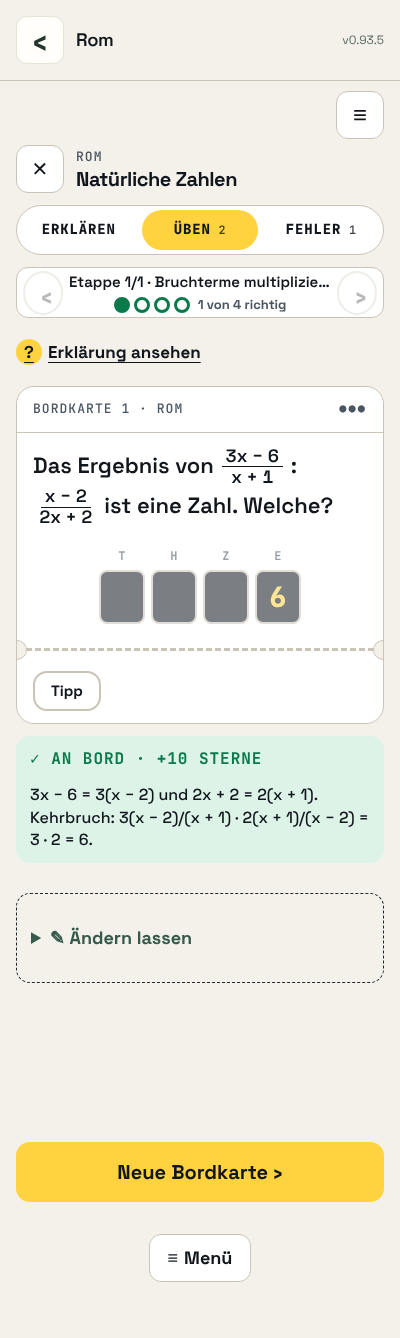 < Rom v0.93.5
≡
✕ ROM
Natürliche Zahlen
ERKLÄREN ÜBEN 2 FEHLER 1
< Etappe 1/1 · Bruchterme multiplizie… >
1 von 4 richtig
? Erklärung ansehen
BORDKARTE 1 · ROM •••
Das Ergebnis von (3x − 6)/(x + 1) :
(x − 2)/(2x + 2) ist eine Zahl. Welche?
T H Z E
6
Tipp
✓ AN BORD · +10 STERNE
3x − 6 = 3(x − 2) und 2x + 2 = 2(x + 1).
Kehrbruch: 3(x − 2)/(x + 1) · 2(x + 1)/(x − 2) =
3 · 2 = 6.
▶ ✎ Ändern lassen
Neue Bordkarte >
≡ Menü